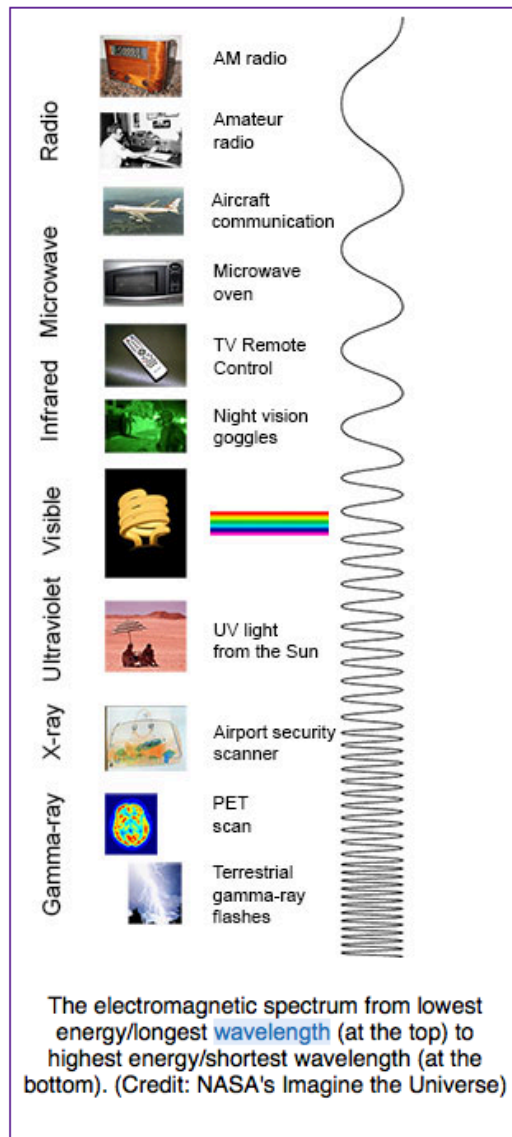 Radio
AM radio
Amateur
radio
Microwave
Aircraft
communication
Microwave
oven
Infrared
TV Remote
Control
Night vision
goggles
Visible
Ultraviolet
UV light
from the Sun
X-ray
Airport security
scanner
Gamma-ray
PET
scan
Terrestrial
gamma-ray
flashes
The electromagnetic spectrum from lowest
energy/longest wavelength (at the top) to
highest energy/shortest wavelength (at the
bottom). (Credit: NASA's Imagine the Universe)